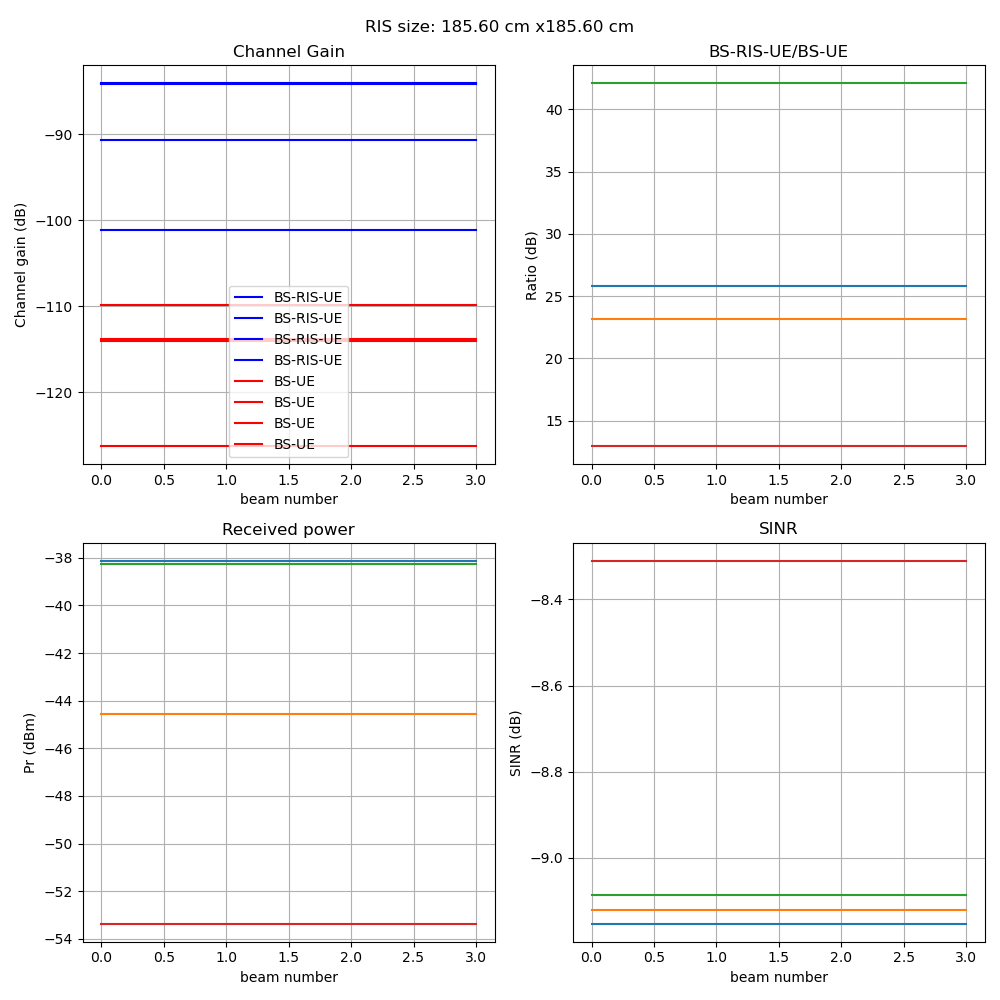 RIS size: 185.60 cm x185.60 cm
Channel Gain
Channel gain (dB)
−90
−100
−110
−120
BS-RIS-UE
BS-RIS-UE
BS-RIS-UE
BS-RIS-UE
BS-UE
BS-UE
BS-UE
BS-UE
0.0 0.5 1.0 1.5 2.0 2.5 3.0
beam number
BS-RIS-UE/BS-UE
Ratio (dB)
40
35
30
25
20
15
0.0 0.5 1.0 1.5 2.0 2.5 3.0
beam number
Received power
Pr (dBm)
−38
−40
−42
−44
−46
−48
−50
−52
−54
0.0 0.5 1.0 1.5 2.0 2.5 3.0
beam number
SINR
SINR (dB)
−8.4
−8.6
−8.8
−9.0
0.0 0.5 1.0 1.5 2.0 2.5 3.0
beam number